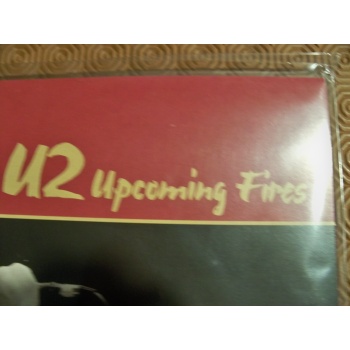 U2 Upcoming Fires